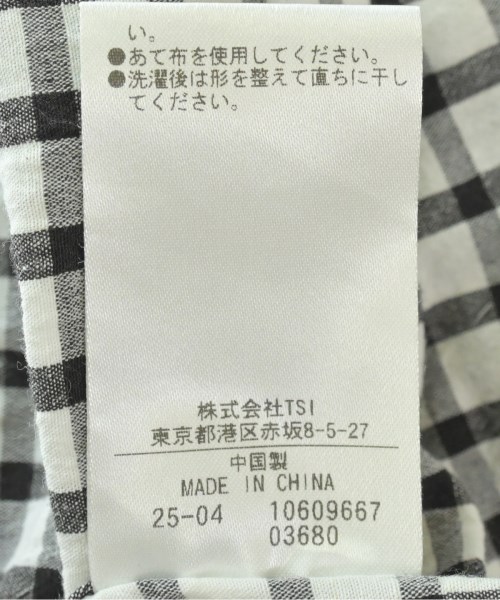 い。
●あて布を使用してください。
●洗濯後は形を整えて直ちに干し
てください。
株式会社TSI
東京都港区赤坂8-5-27
中国製
MADE IN CHINA
25-04 10609667
03680